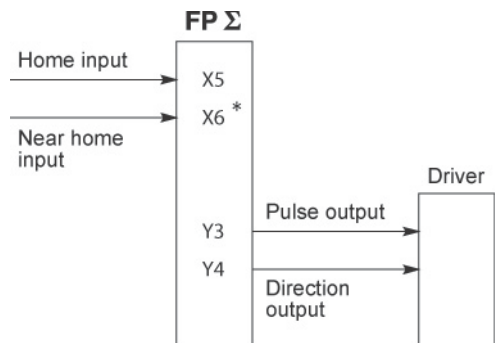 FP Σ
Home input
X5
X6 *
Near home
input
Driver
Pulse output
Y3
Y4
Direction
output